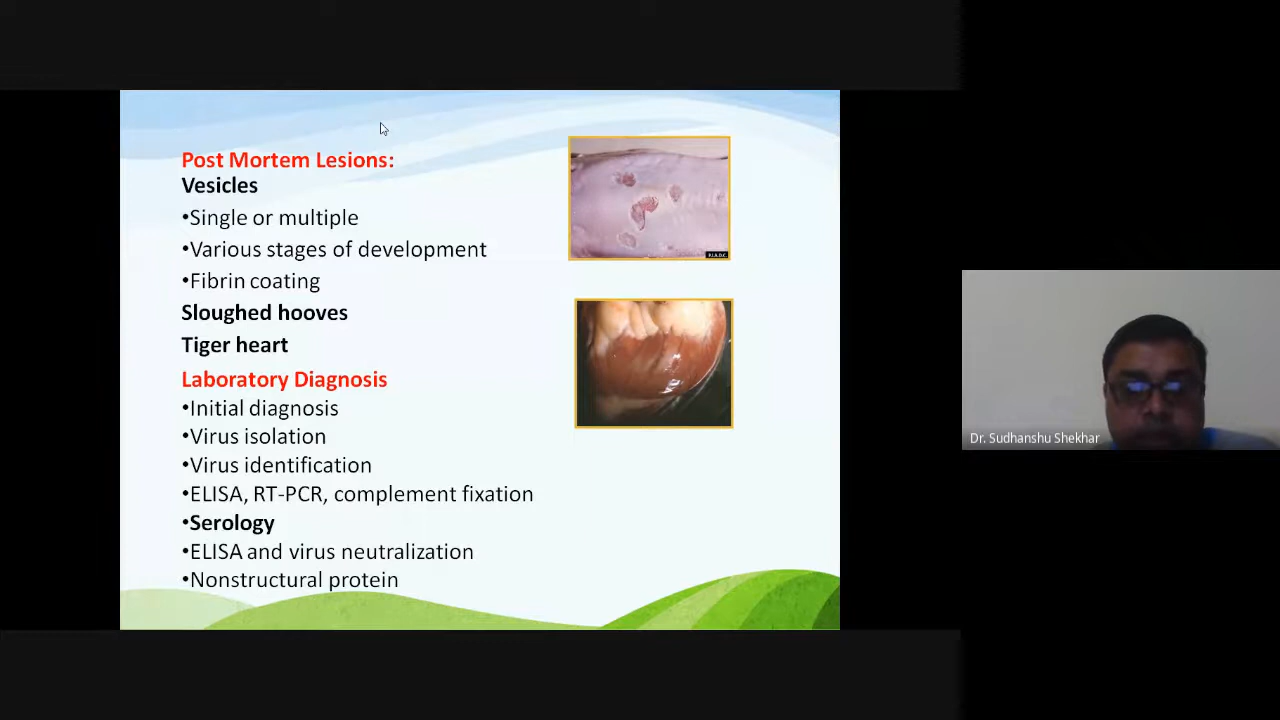 Post Mortem Lesions:
Vesicles
•Single or multiple
•Various stages of development
•Fibrin coating
Sloughed hooves
Tiger heart
Laboratory Diagnosis
•Initial diagnosis
•Virus isolation
•Virus identification
•ELISA, RT-PCR, complement fixation
•Serology
•ELISA and virus neutralization
•Nonstructural protein
P.I.A.D.C.
Dr. Sudhanshu Shekhar